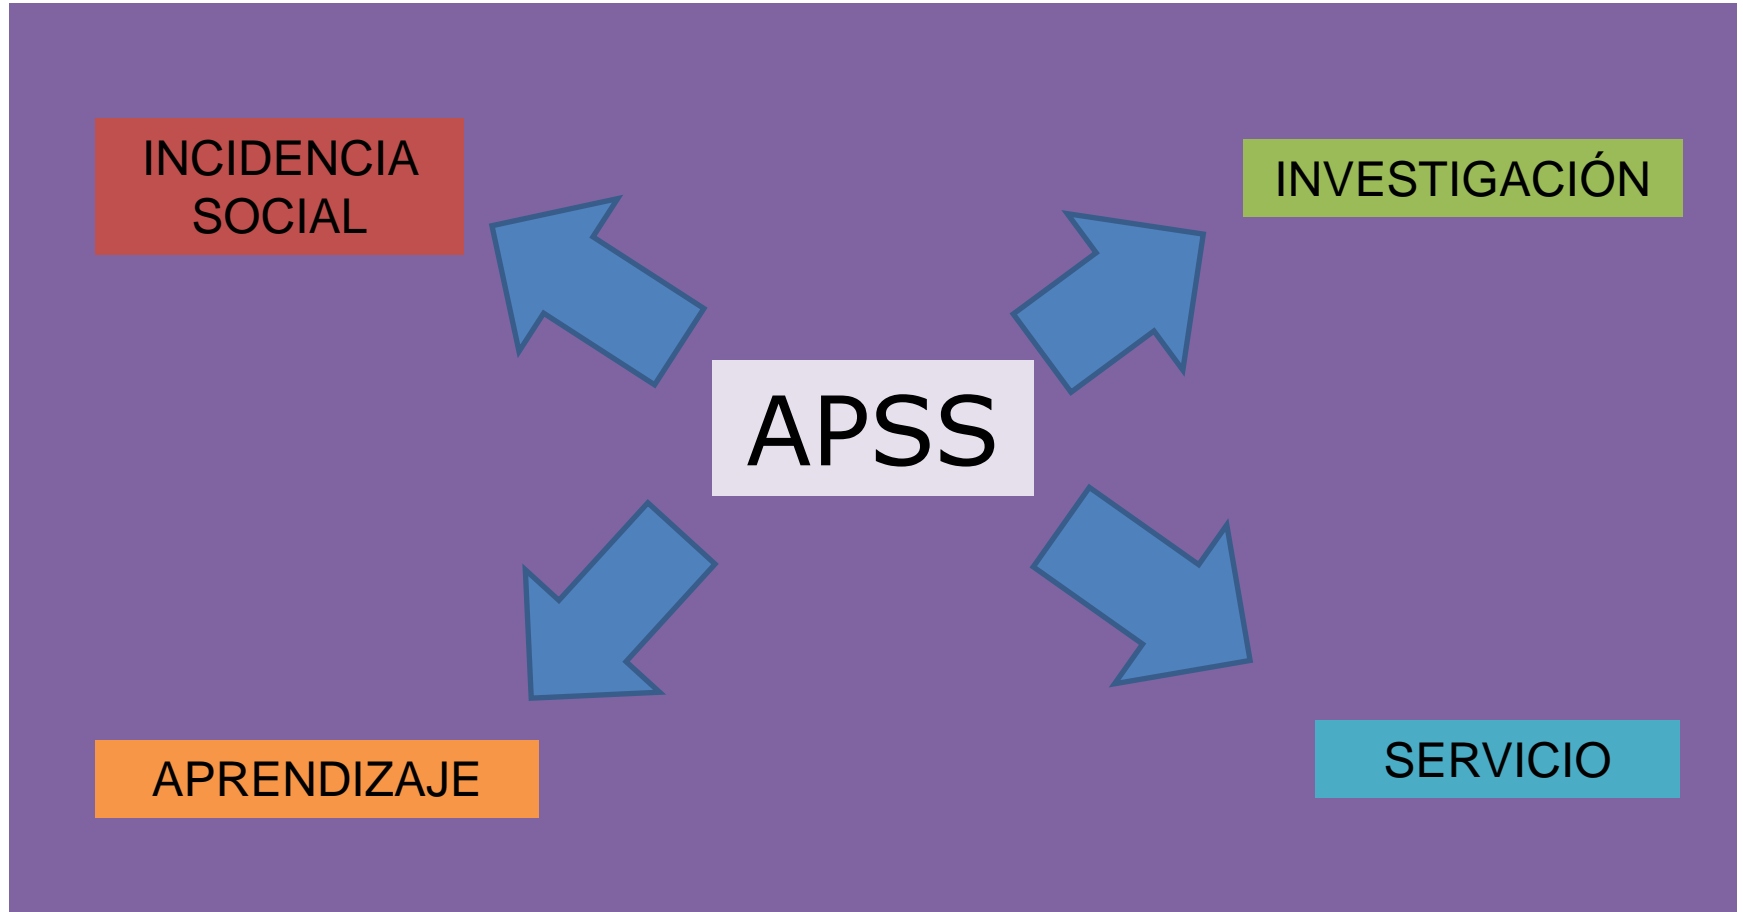 INCIDENCIA
SOCIAL
INVESTIGACIÓN
APSS
APRENDIZAJE
SERVICIO